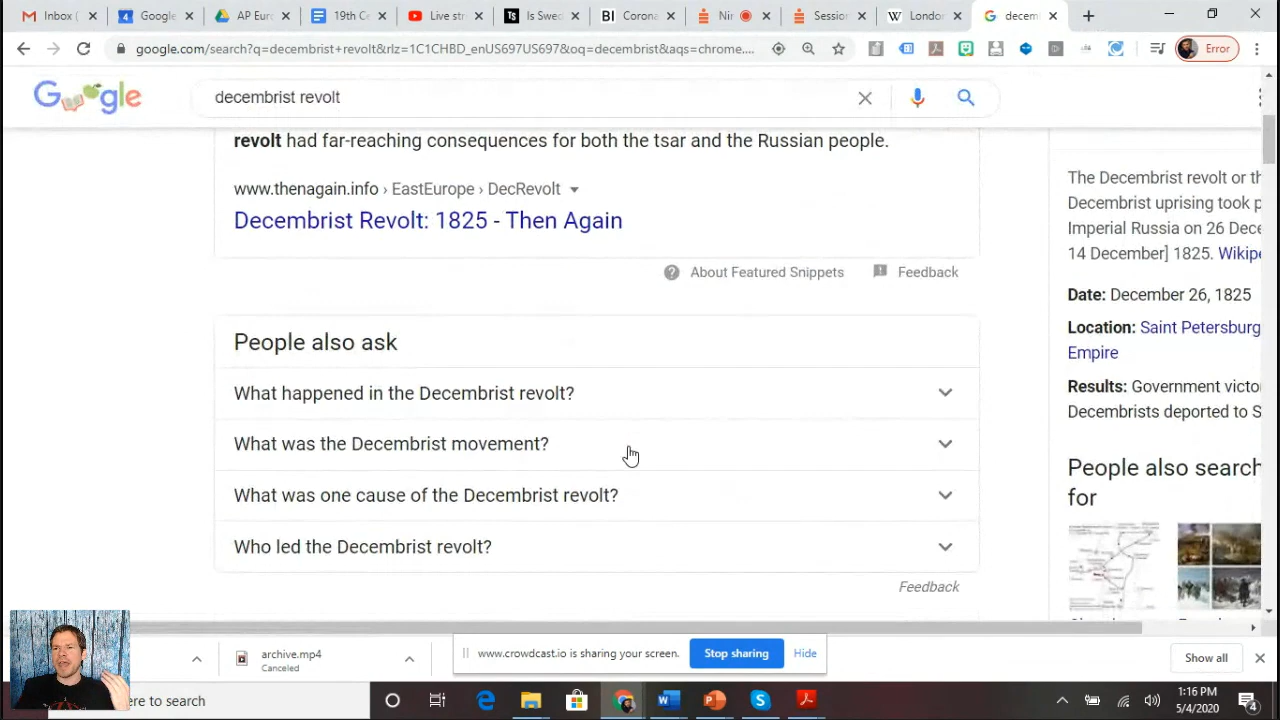 Inbox (
Google
AP Euro
19th Ce
Live str
Is Swed
Corona
Nir
Session
London
decem
google.com/search?q=decembrist+revolt&rlz=1C1CHBD_enUS697US697&oq=decembrist&aqs=chrome....
Error
Google
decembrist revolt
revolt had far-reaching consequences for both the tsar and the Russian people.
www.thenagain.info › EastEurope › DecRevolt
Decembrist Revolt: 1825 - Then Again
About Featured Snippets
Feedback
People also ask
What happened in the Decembrist revolt?
What was the Decembrist movement?
What was one cause of the Decembrist revolt?
Who led the Decembrist revolt?
Feedback
The Decembrist revolt or th
Decembrist uprising took p
Imperial Russia on 26 Dece
14 December] 1825. Wikipe
Date: December 26, 1825
Location: Saint Petersburg
Empire
Results: Government victo
Decembrists deported to S
People also search
for
archive.mp4
Canceled
www.crowdcast.io is sharing your screen.
Stop sharing
Hide
Show all
here to search
1:16 PM
5/4/2020
4